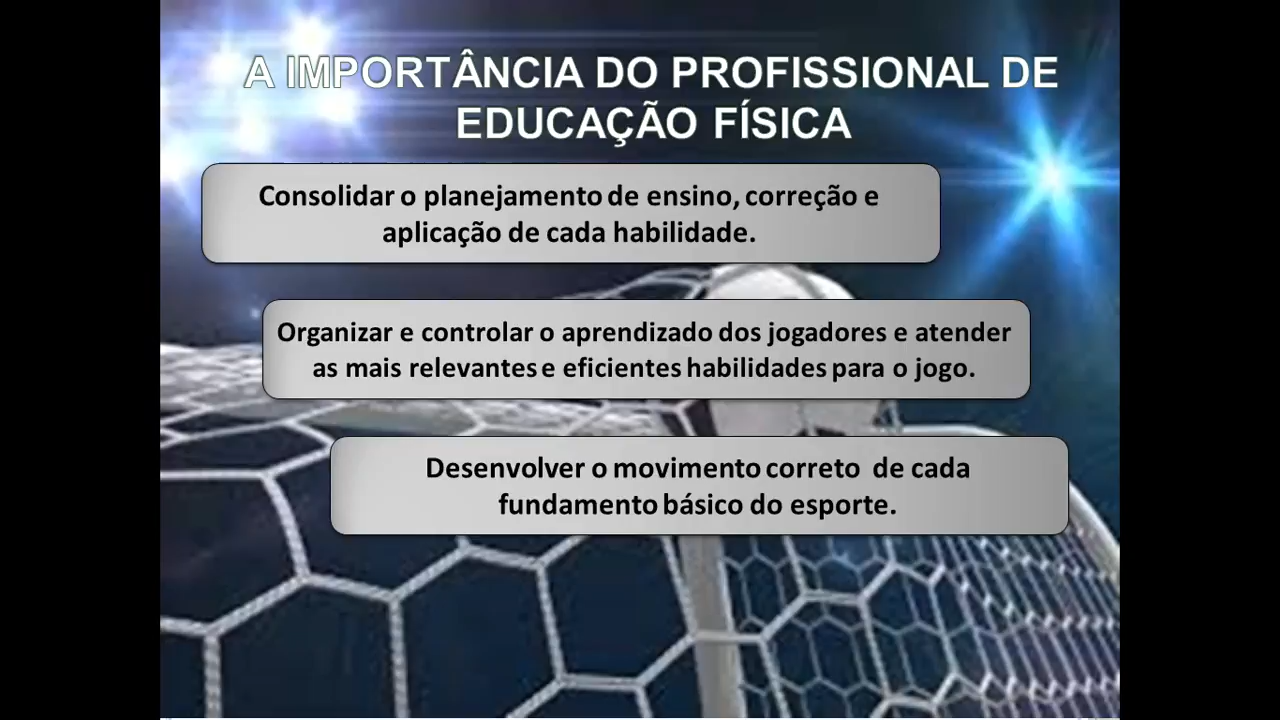 A IMPORTÂNCIA DO PROFISSIONAL DE
EDUCAÇÃO FÍSICA
Consolidar o planejamento de ensino, correção e
aplicação de cada habilidade.
Organizar e controlar o aprendizado dos jogadores e atender
as mais relevantes e eficientes habilidades para o jogo.
Desenvolver o movimento correto de cada
fundamento básico do esporte.